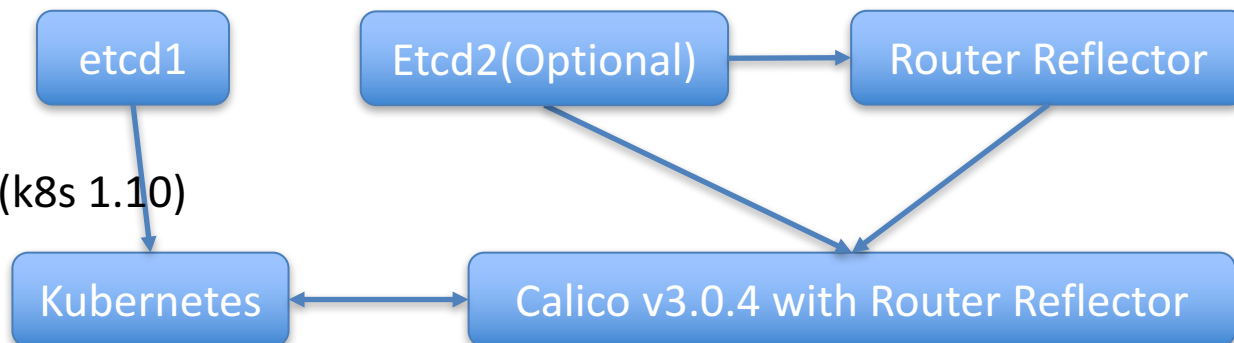 etcd1
Etcd2(Optional)
Router Reflector
(k8s 1.10)
Kubernetes
Calico v3.0.4 with Router Reflector